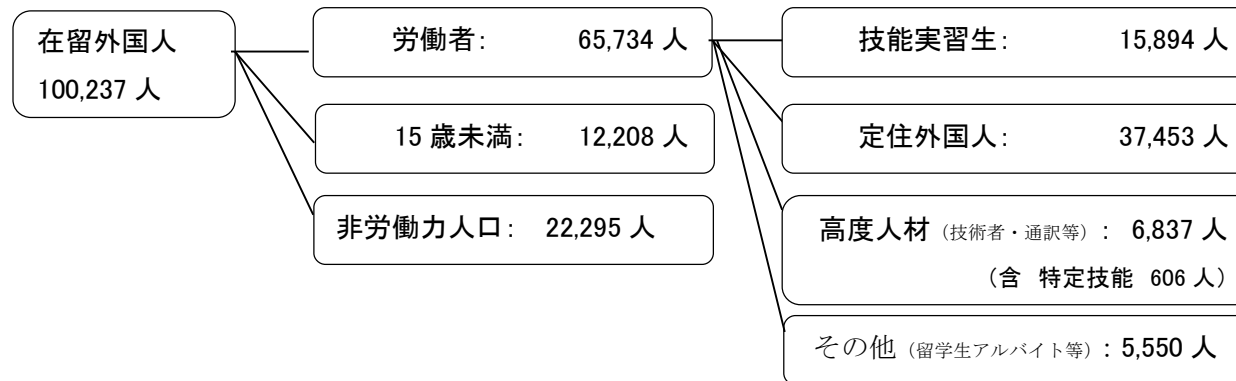 在留外国人
100,237 人
労働者： 65,734 人
15 歳未満： 12,208 人
非労働力人口： 22,295 人
技能実習生： 15,894 人
定住外国人： 37,453 人
高度人材（技術者・通訳等）： 6,837 人
（含 特定技能 606 人）
その他（留学生アルバイト等）：5,550 人